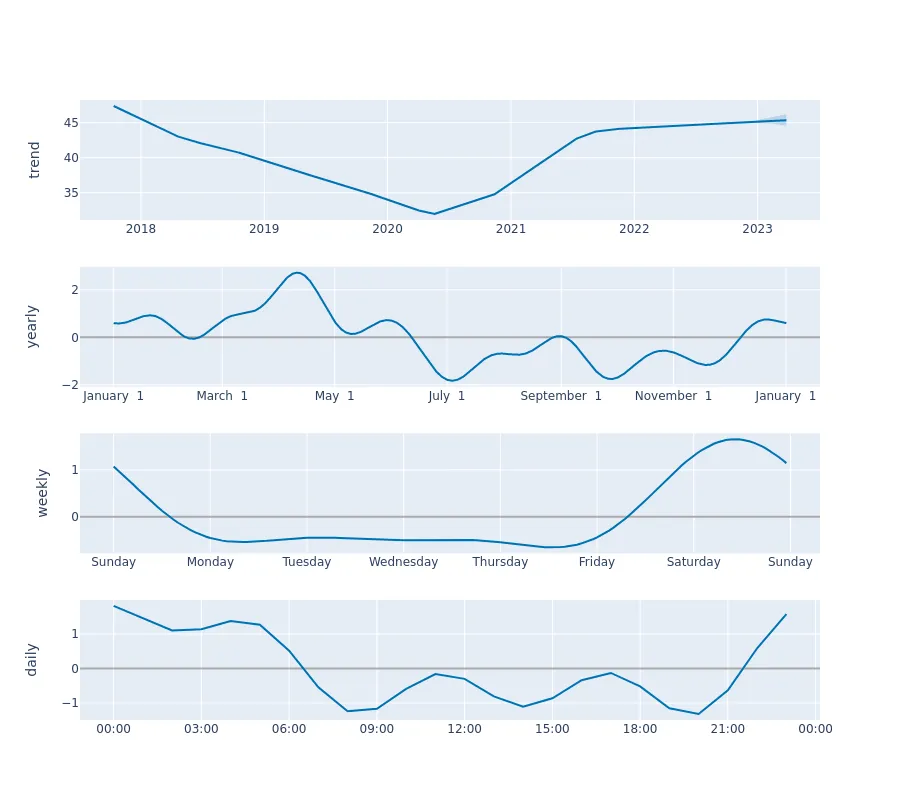 trend
45
40
35
2018 2019 2020 2021 2022 2023
yearly
2
0
−2
January 1 March 1 May 1 July 1 September 1 November 1 January 1
weekly
1
0
Sunday Monday Tuesday Wednesday Thursday Friday Saturday Sunday
daily
1
0
−1
00:00 03:00 06:00 09:00 12:00 15:00 18:00 21:00 00:00